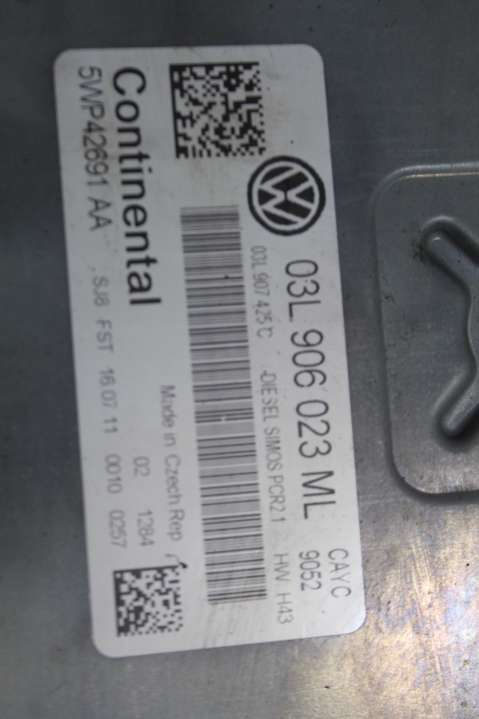 03L 906 023 ML CAYC
9052
03L 907 425 C -DIESEL SIMOS PCR2.1 HW H43
Made in Czech Rep
Continental 02 1284
5WP42691 AA SJ8 FST 16 07 11 0010 0257